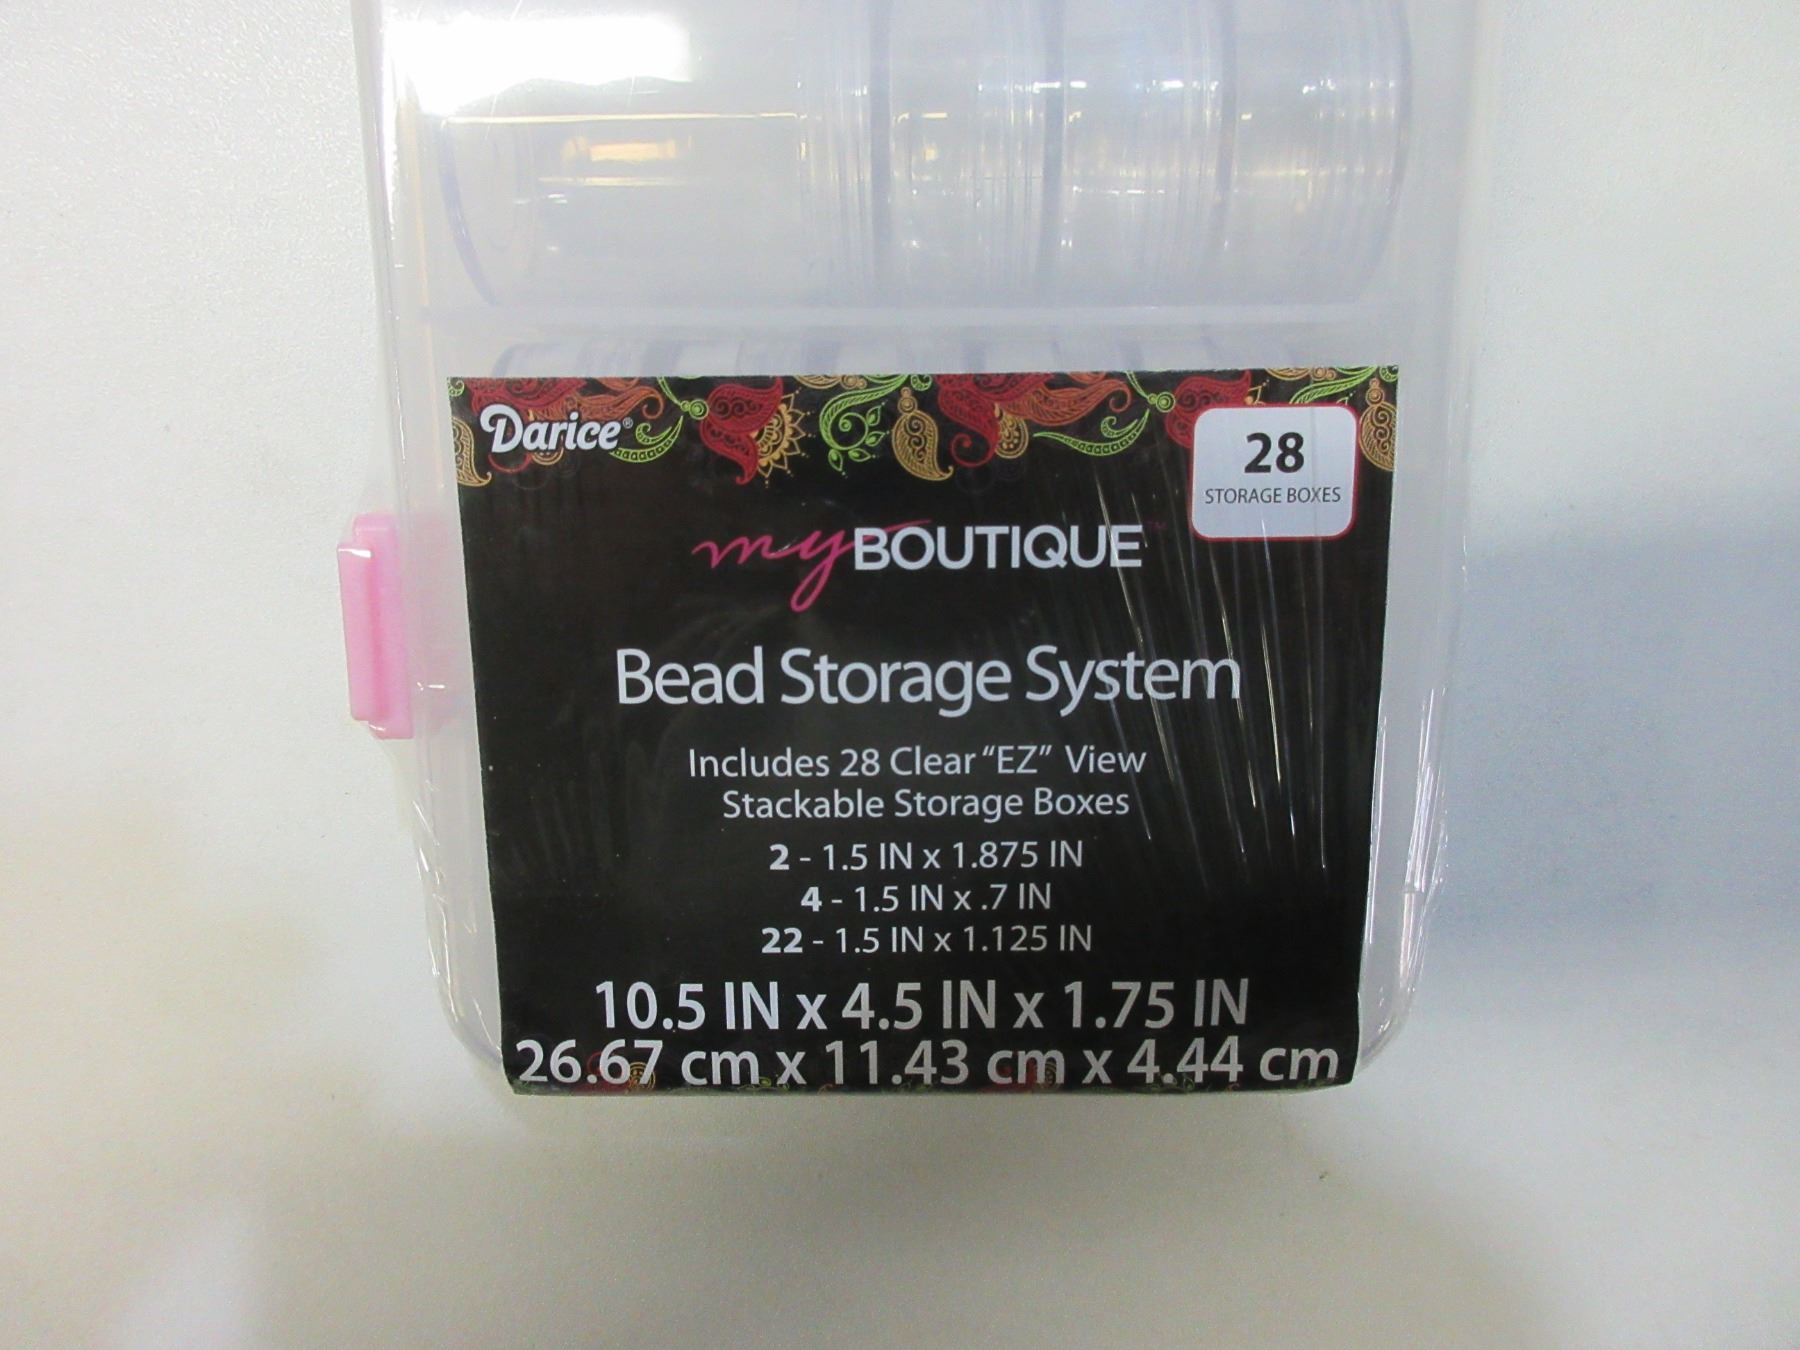 Darice®
28
STORAGE BOXES
myBOUTIQUE™
Bead Storage System
Includes 28 Clear “EZ” View
Stackable Storage Boxes
2 - 1.5 IN x 1.875 IN
4 - 1.5 IN x .7 IN
22 - 1.5 IN x 1.125 IN
10.5 IN x 4.5 IN x 1.75 IN
26.67 cm x 11.43 cm x 4.44 cm